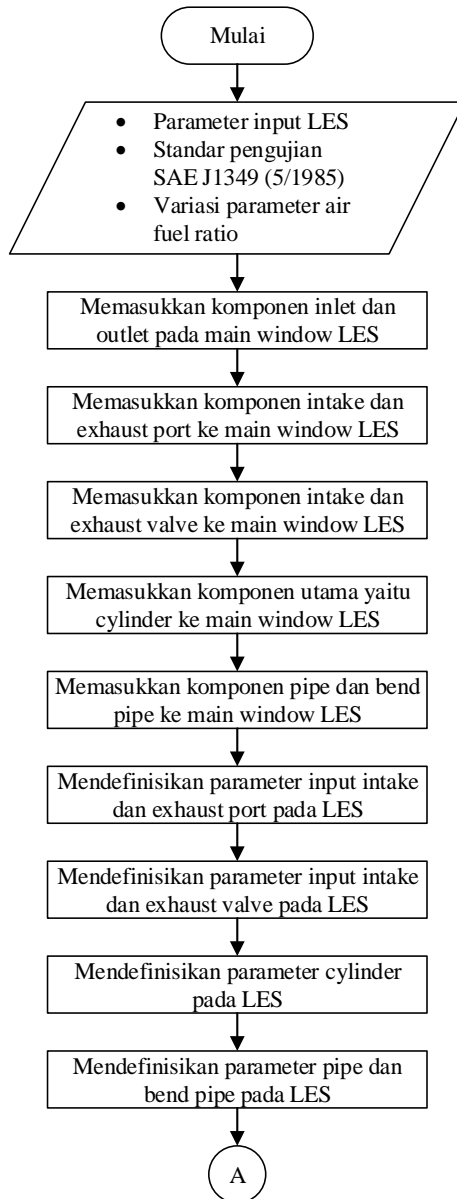 Mulai
• Parameter input LES
• Standar pengujian
SAE J1349 (5/1985)
• Variasi parameter air
fuel ratio
Memasukkan komponen inlet dan
outlet pada main window LES
Memasukkan komponen intake dan
exhaust port ke main window LES
Memasukkan komponen intake dan
exhaust valve ke main window LES
Memasukkan komponen utama yaitu
cylinder ke main window LES
Memasukkan komponen pipe dan bend
pipe ke main window LES
Mendefinisikan parameter input intake
dan exhaust port pada LES
Mendefinisikan parameter input intake
dan exhaust valve pada LES
Mendefinisikan parameter cylinder
pada LES
Mendefinisikan parameter pipe dan
bend pipe pada LES
A